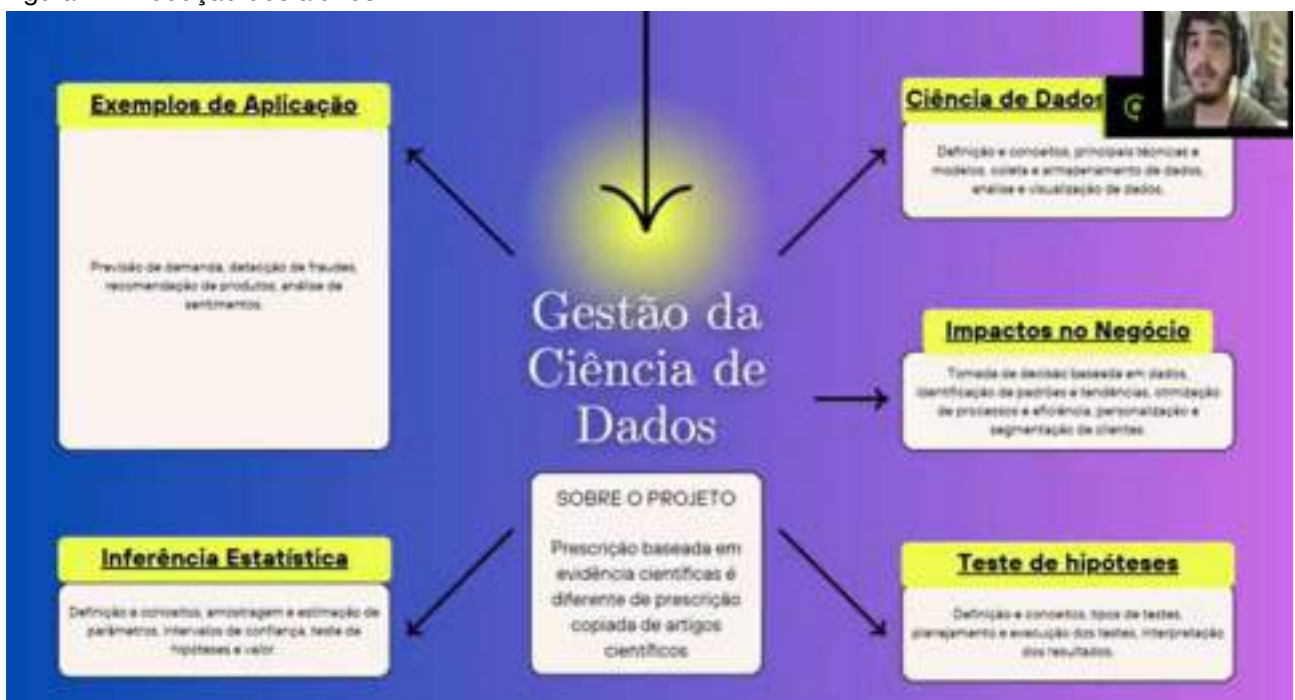 Exemplos de Aplicação
Previsão de demanda, detecção de fraudes,
recomendação de produtos, análise de
sentimentos.
Ciência de Dados
Definição e conceitos, principais técnicas e
modelos, coleta e armazenamento de dados,
análise e visualização de dados.
Gestão da
Ciência de
Dados
Impactos no Negócio
Tomada de decisão baseada em dados,
identificação de padrões e tendências, otimização
de processos e eficiência, personalização e
segmentação de clientes.
SOBRE O PROJETO
Prescrição baseada em
evidência científicas é
diferente de prescrição
copiada de artigos
científicos
Inferência Estatística
Definição e conceitos, amostragem e estimação de
parâmetros, intervalos de confiança, teste de
hipóteses e valor
Teste de hipóteses
Definição e conceitos, tipos de testes,
planejamento e execução dos testes, interpretação
dos resultados.